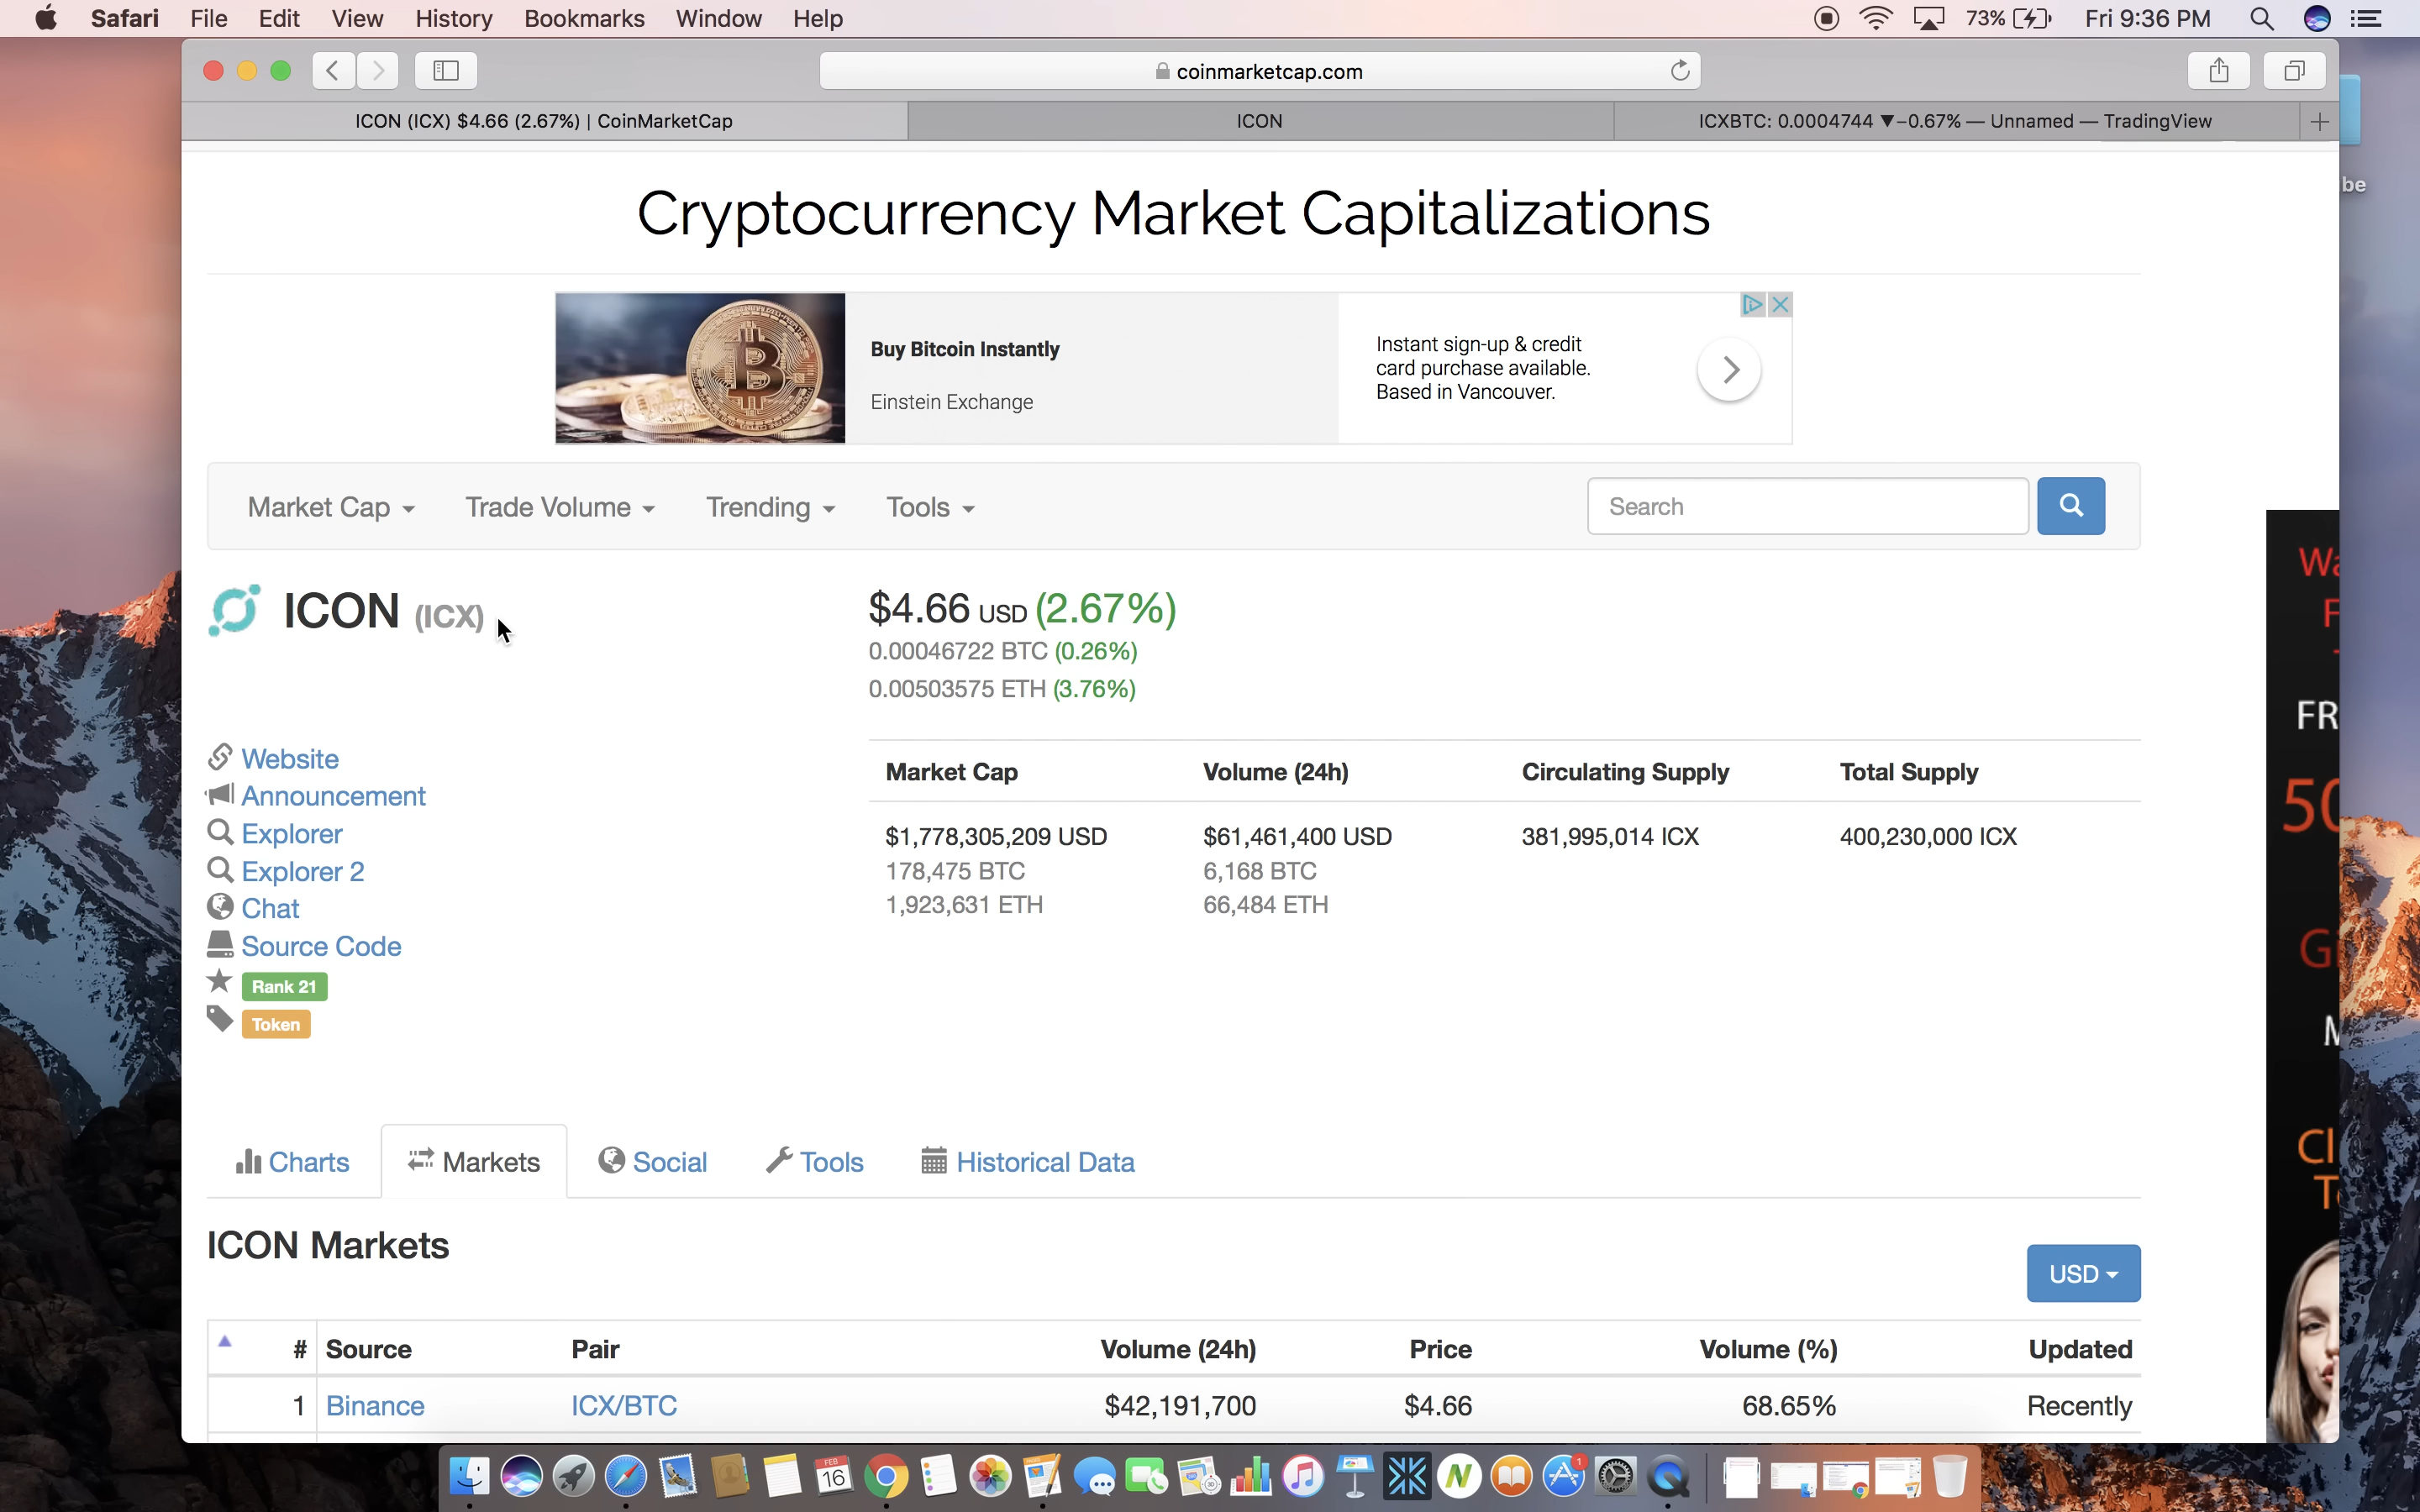 Safari File Edit View History Bookmarks Window Help 73% Fri 9:36 PM
be
coinmarketcap.com
ICON (ICX) $4.66 (2.67%) | CoinMarketCap ICON ICXBTC: 0.0004744 ▼−0.67% — Unnamed — TradingView +
Cryptocurrency Market Capitalizations
Buy Bitcoin Instantly
Einstein Exchange
Instant sign-up & credit
card purchase available.
Based in Vancouver.
Market Cap Trade Volume Trending Tools Search
ICON (ICX)
$4.66 USD (2.67%)
0.00046722 BTC (0.26%)
0.00503575 ETH (3.76%)
Website
Announcement
Explorer
Explorer 2
Chat
Source Code
Rank 21
Token
Market Cap Volume (24h) Circulating Supply Total Supply
$1,778,305,209 USD $61,461,400 USD 381,995,014 ICX 400,230,000 ICX
178,475 BTC 6,168 BTC
1,923,631 ETH 66,484 ETH
Charts Markets Social Tools Historical Data
ICON Markets
USD
# Source Pair Volume (24h) Price Volume (%) Updated
1 Binance ICX/BTC $42,191,700 $4.66 68.65% Recently
FR
50
FEB
16
1